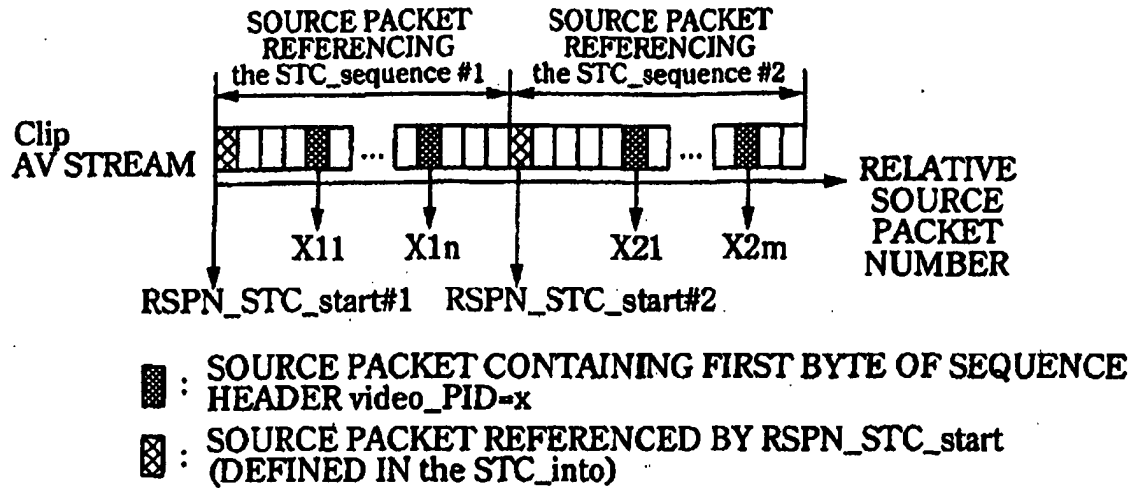 SOURCE PACKET
REFERENCING
the STC_sequence #1
SOURCE PACKET
REFERENCING
the STC_sequence #2
Clip
AV STREAM
...
...
RELATIVE
SOURCE
PACKET
NUMBER
X11
X1n
X21
X2m
RSPN_STC_start#1
RSPN_STC_start#2
: SOURCE PACKET CONTAINING FIRST BYTE OF SEQUENCE
HEADER video_PID=x
: SOURCE PACKET REFERENCED BY RSPN_STC_start
(DEFINED IN the STC_into)